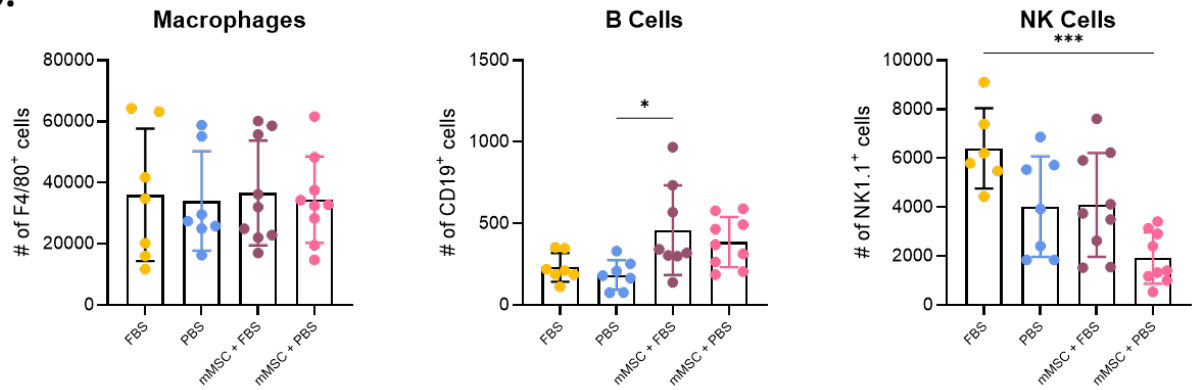 Macrophages
# of F4/80+ cells
80000
60000
40000
20000
0
FBS
PBS
mMSC + FBS
mMSC + PBS
B Cells
# of CD19+ cells
1500
1000
500
0
*
FBS
PBS
mMSC + FBS
mMSC + PBS
NK Cells
# of NK1.1+ cells
10000
8000
6000
4000
2000
0
***
FBS
PBS
mMSC + FBS
mMSC + PBS